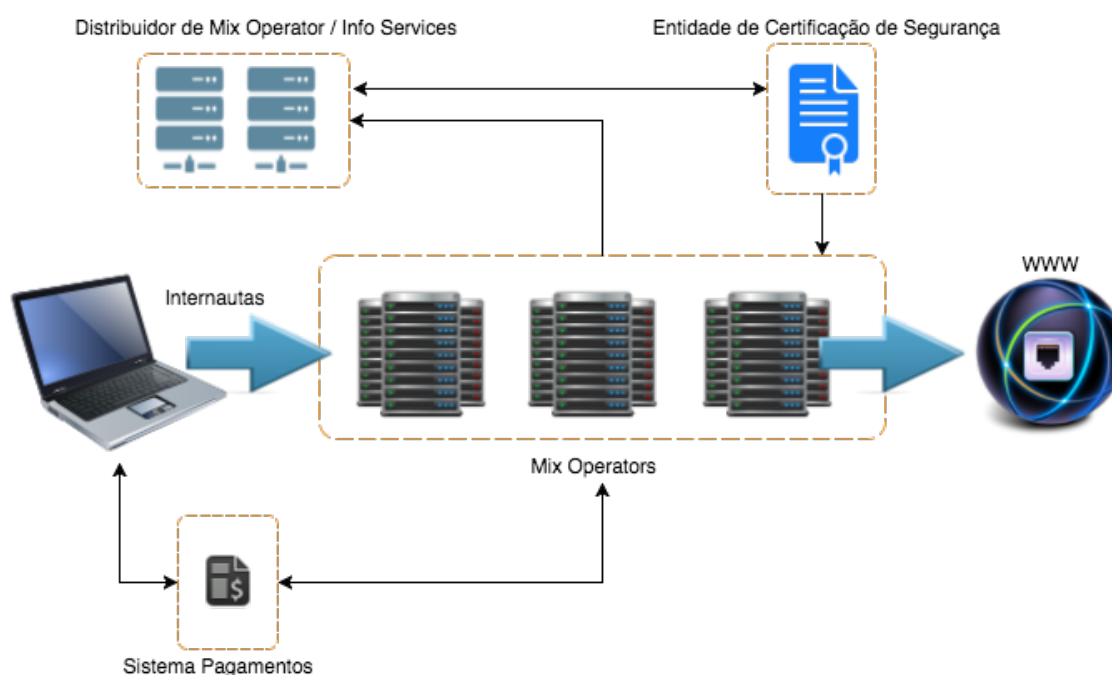 Distribuidor de Mix Operator / Info Services
Entidade de Certificação de Segurança
Internautas
WWW
Mix Operators
$
Sistema Pagamentos